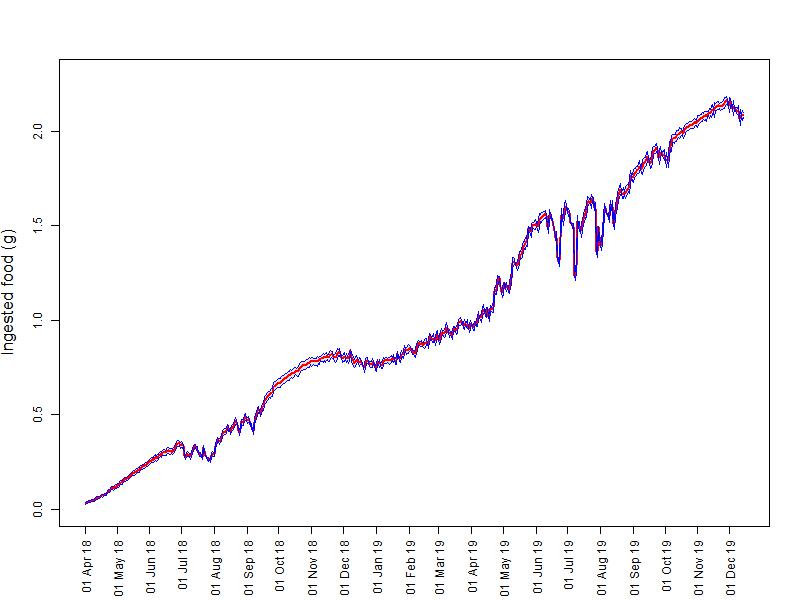 Ingested food (g)
2.0
1.5
1.0
0.5
0.0
01 Apr 18
01 May 18
01 Jun 18
01 Jul 18
01 Aug 18
01 Sep 18
01 Oct 18
01 Nov 18
01 Dec 18
01 Jan 19
01 Feb 19
01 Mar 19
01 Apr 19
01 May 19
01 Jun 19
01 Jul 19
01 Aug 19
01 Sep 19
01 Oct 19
01 Nov 19
01 Dec 19